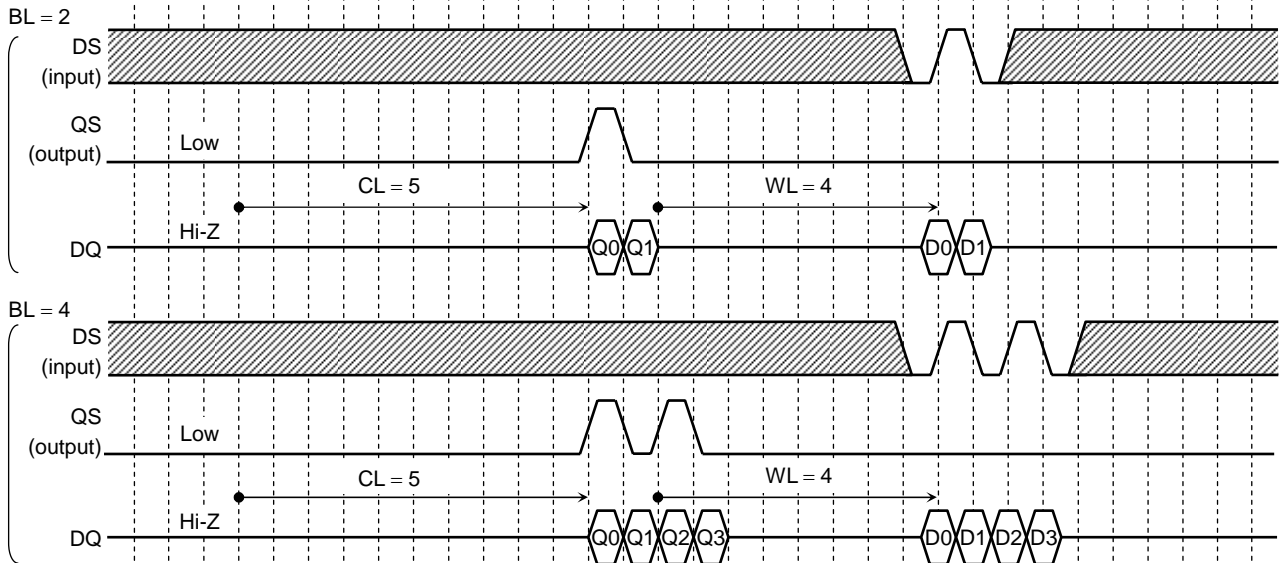 BL = 2
DS
(input)
QS
(output)
Low
CL = 5
WL = 4
Hi-Z
DQ
Q0 Q1
D0 D1
BL = 4
DS
(input)
QS
(output)
Low
CL = 5
WL = 4
Hi-Z
DQ
Q0 Q1 Q2 Q3
D0 D1 D2 D3